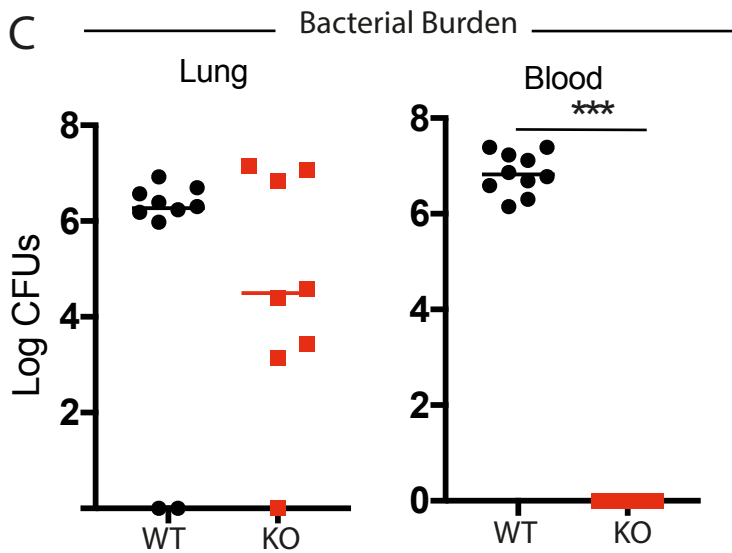 C
Bacterial Burden
Lung
Blood
***
Log CFUs
8
6
4
2
WT
KO
8
6
4
2
0
WT
KO